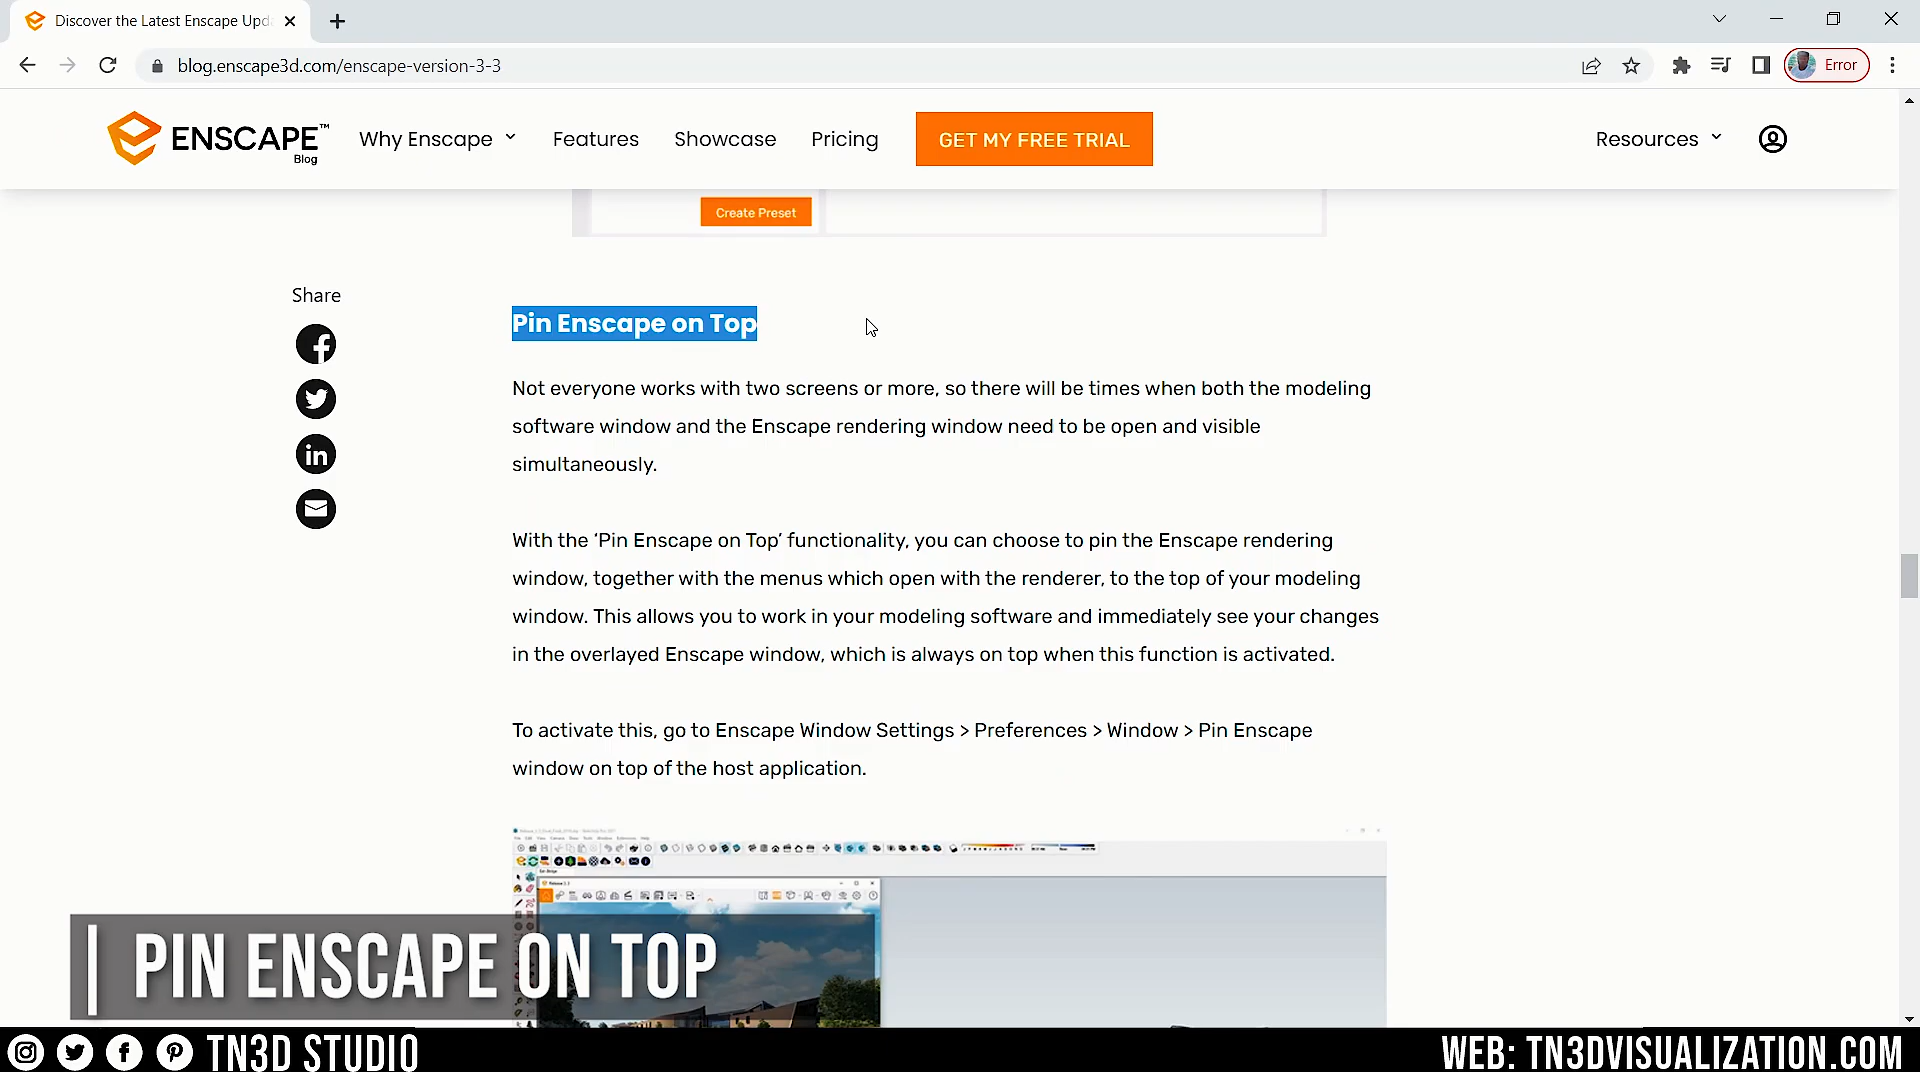 Discover the Latest Enscape Upd
blog.enscape3d.com/enscape-version-3-3
Error
ENSCAPE™
Blog
Why Enscape
Features
Showcase
Pricing
GET MY FREE TRIAL
Resources
Create Preset
Share
Pin Enscape on Top
Not everyone works with two screens or more, so there will be times when both the modeling
software window and the Enscape rendering window need to be open and visible
simultaneously.
With the ‘Pin Enscape on Top’ functionality, you can choose to pin the Enscape rendering
window, together with the menus which open with the renderer, to the top of your modeling
window. This allows you to work in your modeling software and immediately see your changes
in the overlayed Enscape window, which is always on top when this function is activated.
To activate this, go to Enscape Window Settings > Preferences > Window > Pin Enscape
window on top of the host application.
PIN ENSCAPE ON TOP
TN3D STUDIO
WEB: TN3DVISUALIZATION.COM